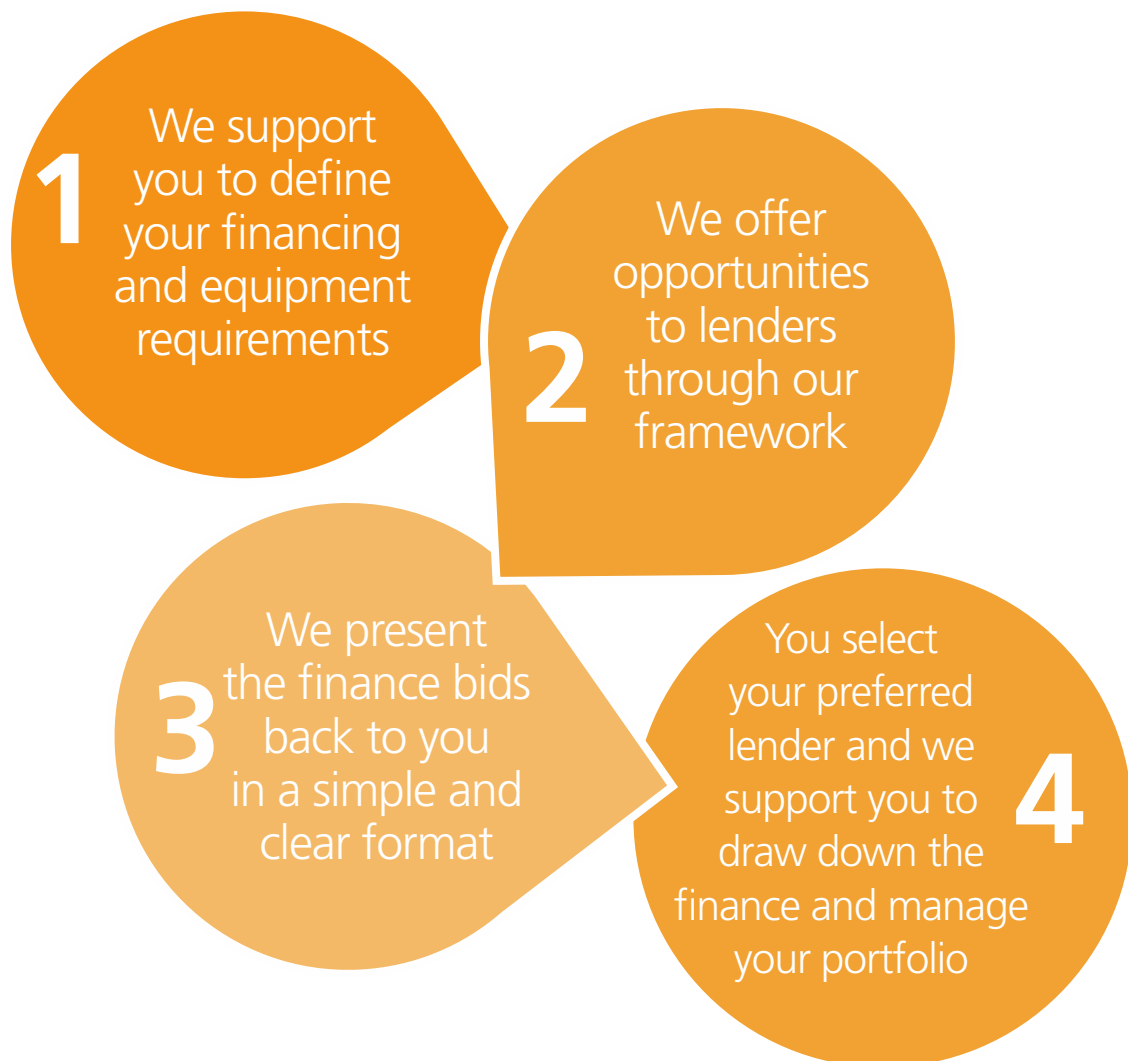 1
We support
you to define
your financing
and equipment
requirements
2
We offer
opportunities
to lenders
through our
framework
3
We present
the finance bids
back to you
in a simple and
clear format
You select
your preferred
lender and we
support you to
draw down the
finance and manage
your portfolio
4